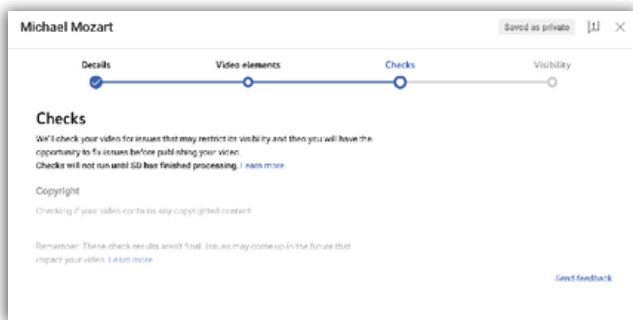 Michael Mozart
Saved as private
Details
Video elements
Checks
Visibility
Checks
We'll check your video for issues that may restrict its visibility and then you will have the
opportunity to fix issues before publishing your video.
Checks will not run until SD has finished processing. Learn more
Copyright
Checking if your video contains any copyrighted content
Remember: These check results aren't final. Issues may come up in the future that
impact your video. Learn more
Send feedback